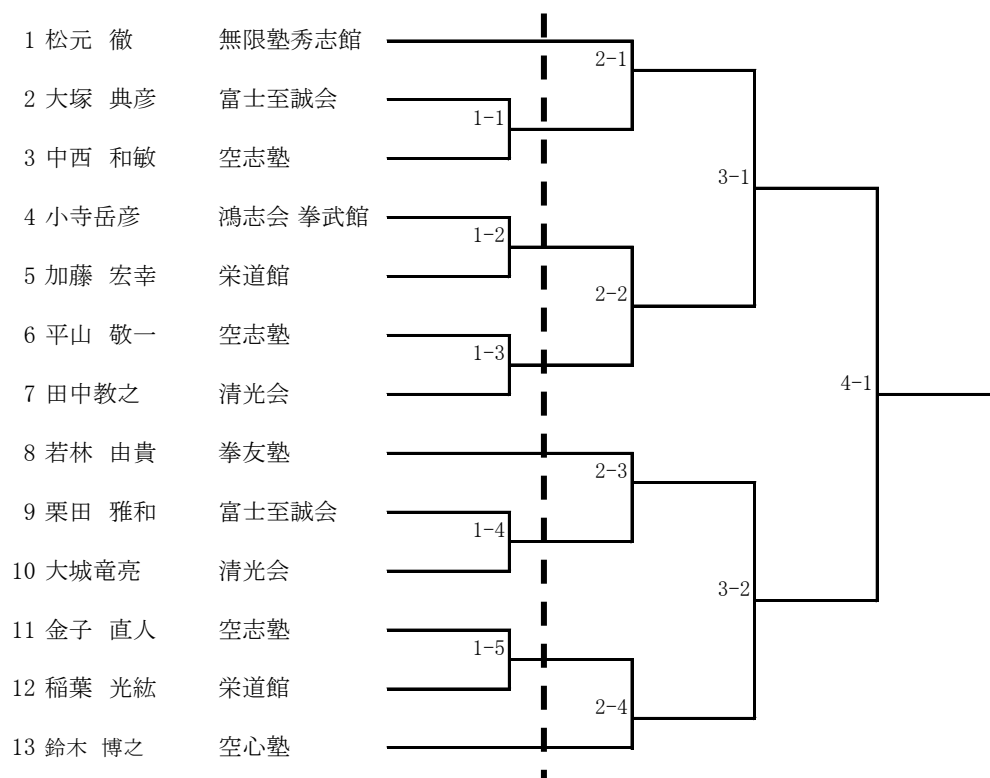 1 松元 徹 無限塾秀志館
2-1
2 大塚 典彦 富士至誠会
1-1
3 中西 和敏 空志塾
3-1
4 小寺岳彦 鴻志会 拳武館
1-2
5 加藤 宏幸 栄道館
2-2
6 平山 敬一 空志塾
1-3
7 田中教之 清光会
4-1
8 若林 由貴 拳友塾
2-3
9 栗田 雅和 富士至誠会
1-4
10 大城竜亮 清光会
3-2
11 金子 直人 空志塾
1-5
12 稲葉 光紘 栄道館
2-4
13 鈴木 博之 空心塾